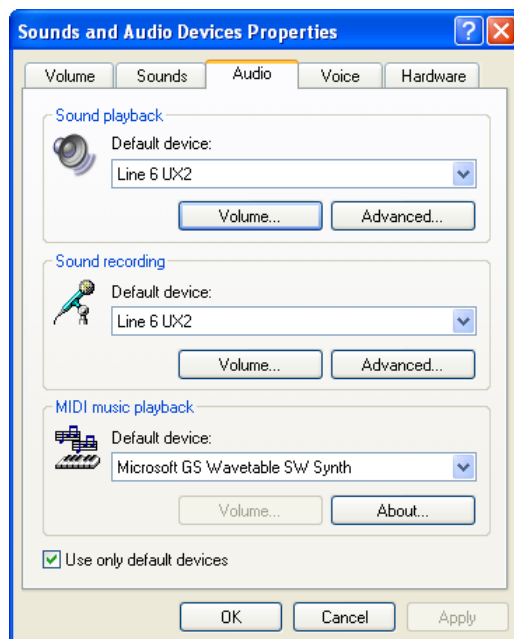 Sounds and Audio Devices Properties
Volume Sounds Audio Voice Hardware
Sound playback
Default device:
Line 6 UX2
Volume... Advanced...
Sound recording
Default device:
Line 6 UX2
Volume... Advanced...
MIDI music playback
Default device:
Microsoft GS Wavetable SW Synth
Volume... About...
Use only default devices
OK Cancel Apply